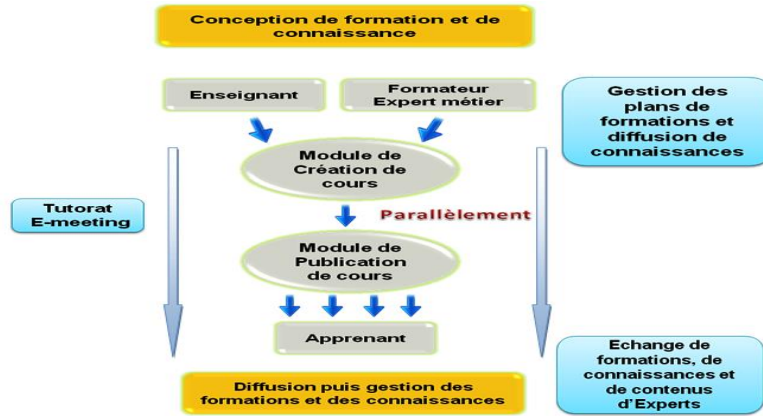 Conception de formation et de
connaissance
Enseignant
Formateur
Expert métier
Gestion des
plans de
formations et
diffusion de
connaissances
Module de
Création de
cours
Tutorat
E-meeting
Parallèlement
Module de
Publication
de cours
Apprenant
Echange de
formations, de
connaissances et
de contenus
d'Experts
Diffusion puis gestion des
formations et des connaissances